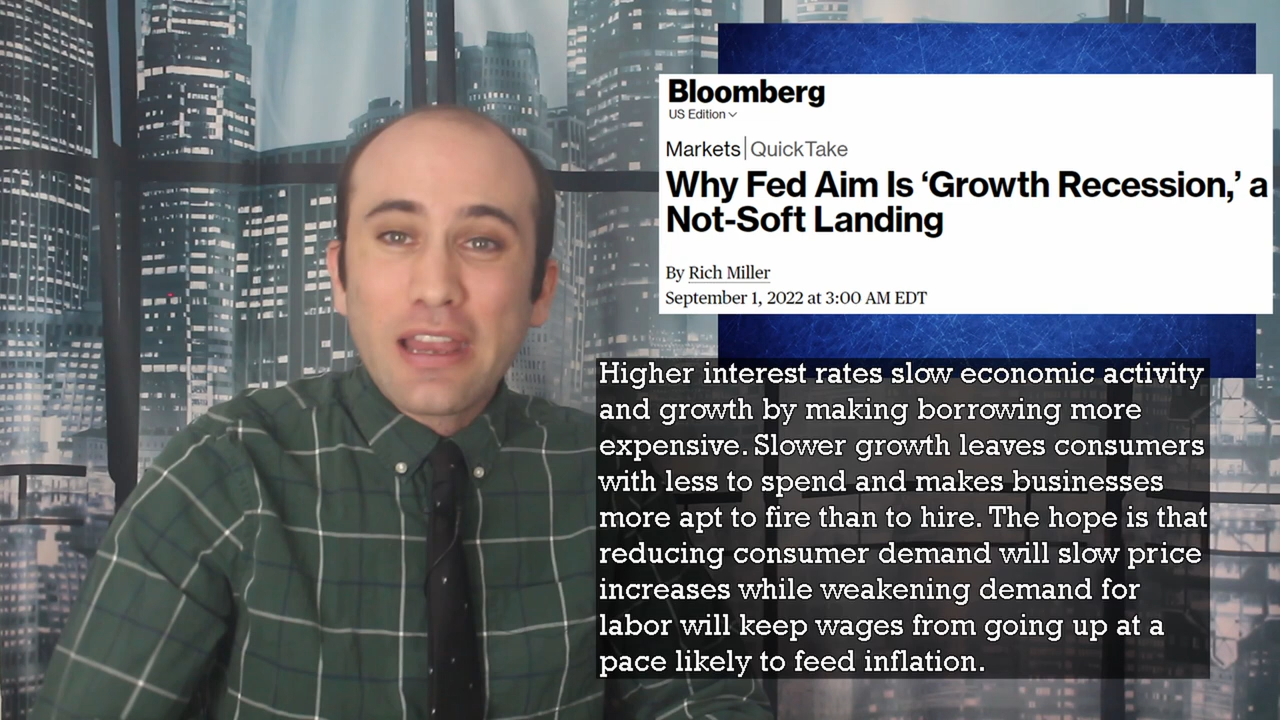 Bloomberg
US Edition
Markets | QuickTake
Why Fed Aim Is ‘Growth Recession,’ a
Not-Soft Landing
By Rich Miller
September 1, 2022 at 3:00 AM EDT
Higher interest rates slow economic activity
and growth by making borrowing more
expensive. Slower growth leaves consumers
with less to spend and makes businesses
more apt to fire than to hire. The hope is that
reducing consumer demand will slow price
increases while weakening demand for
labor will keep wages from going up at a
pace likely to feed inflation.